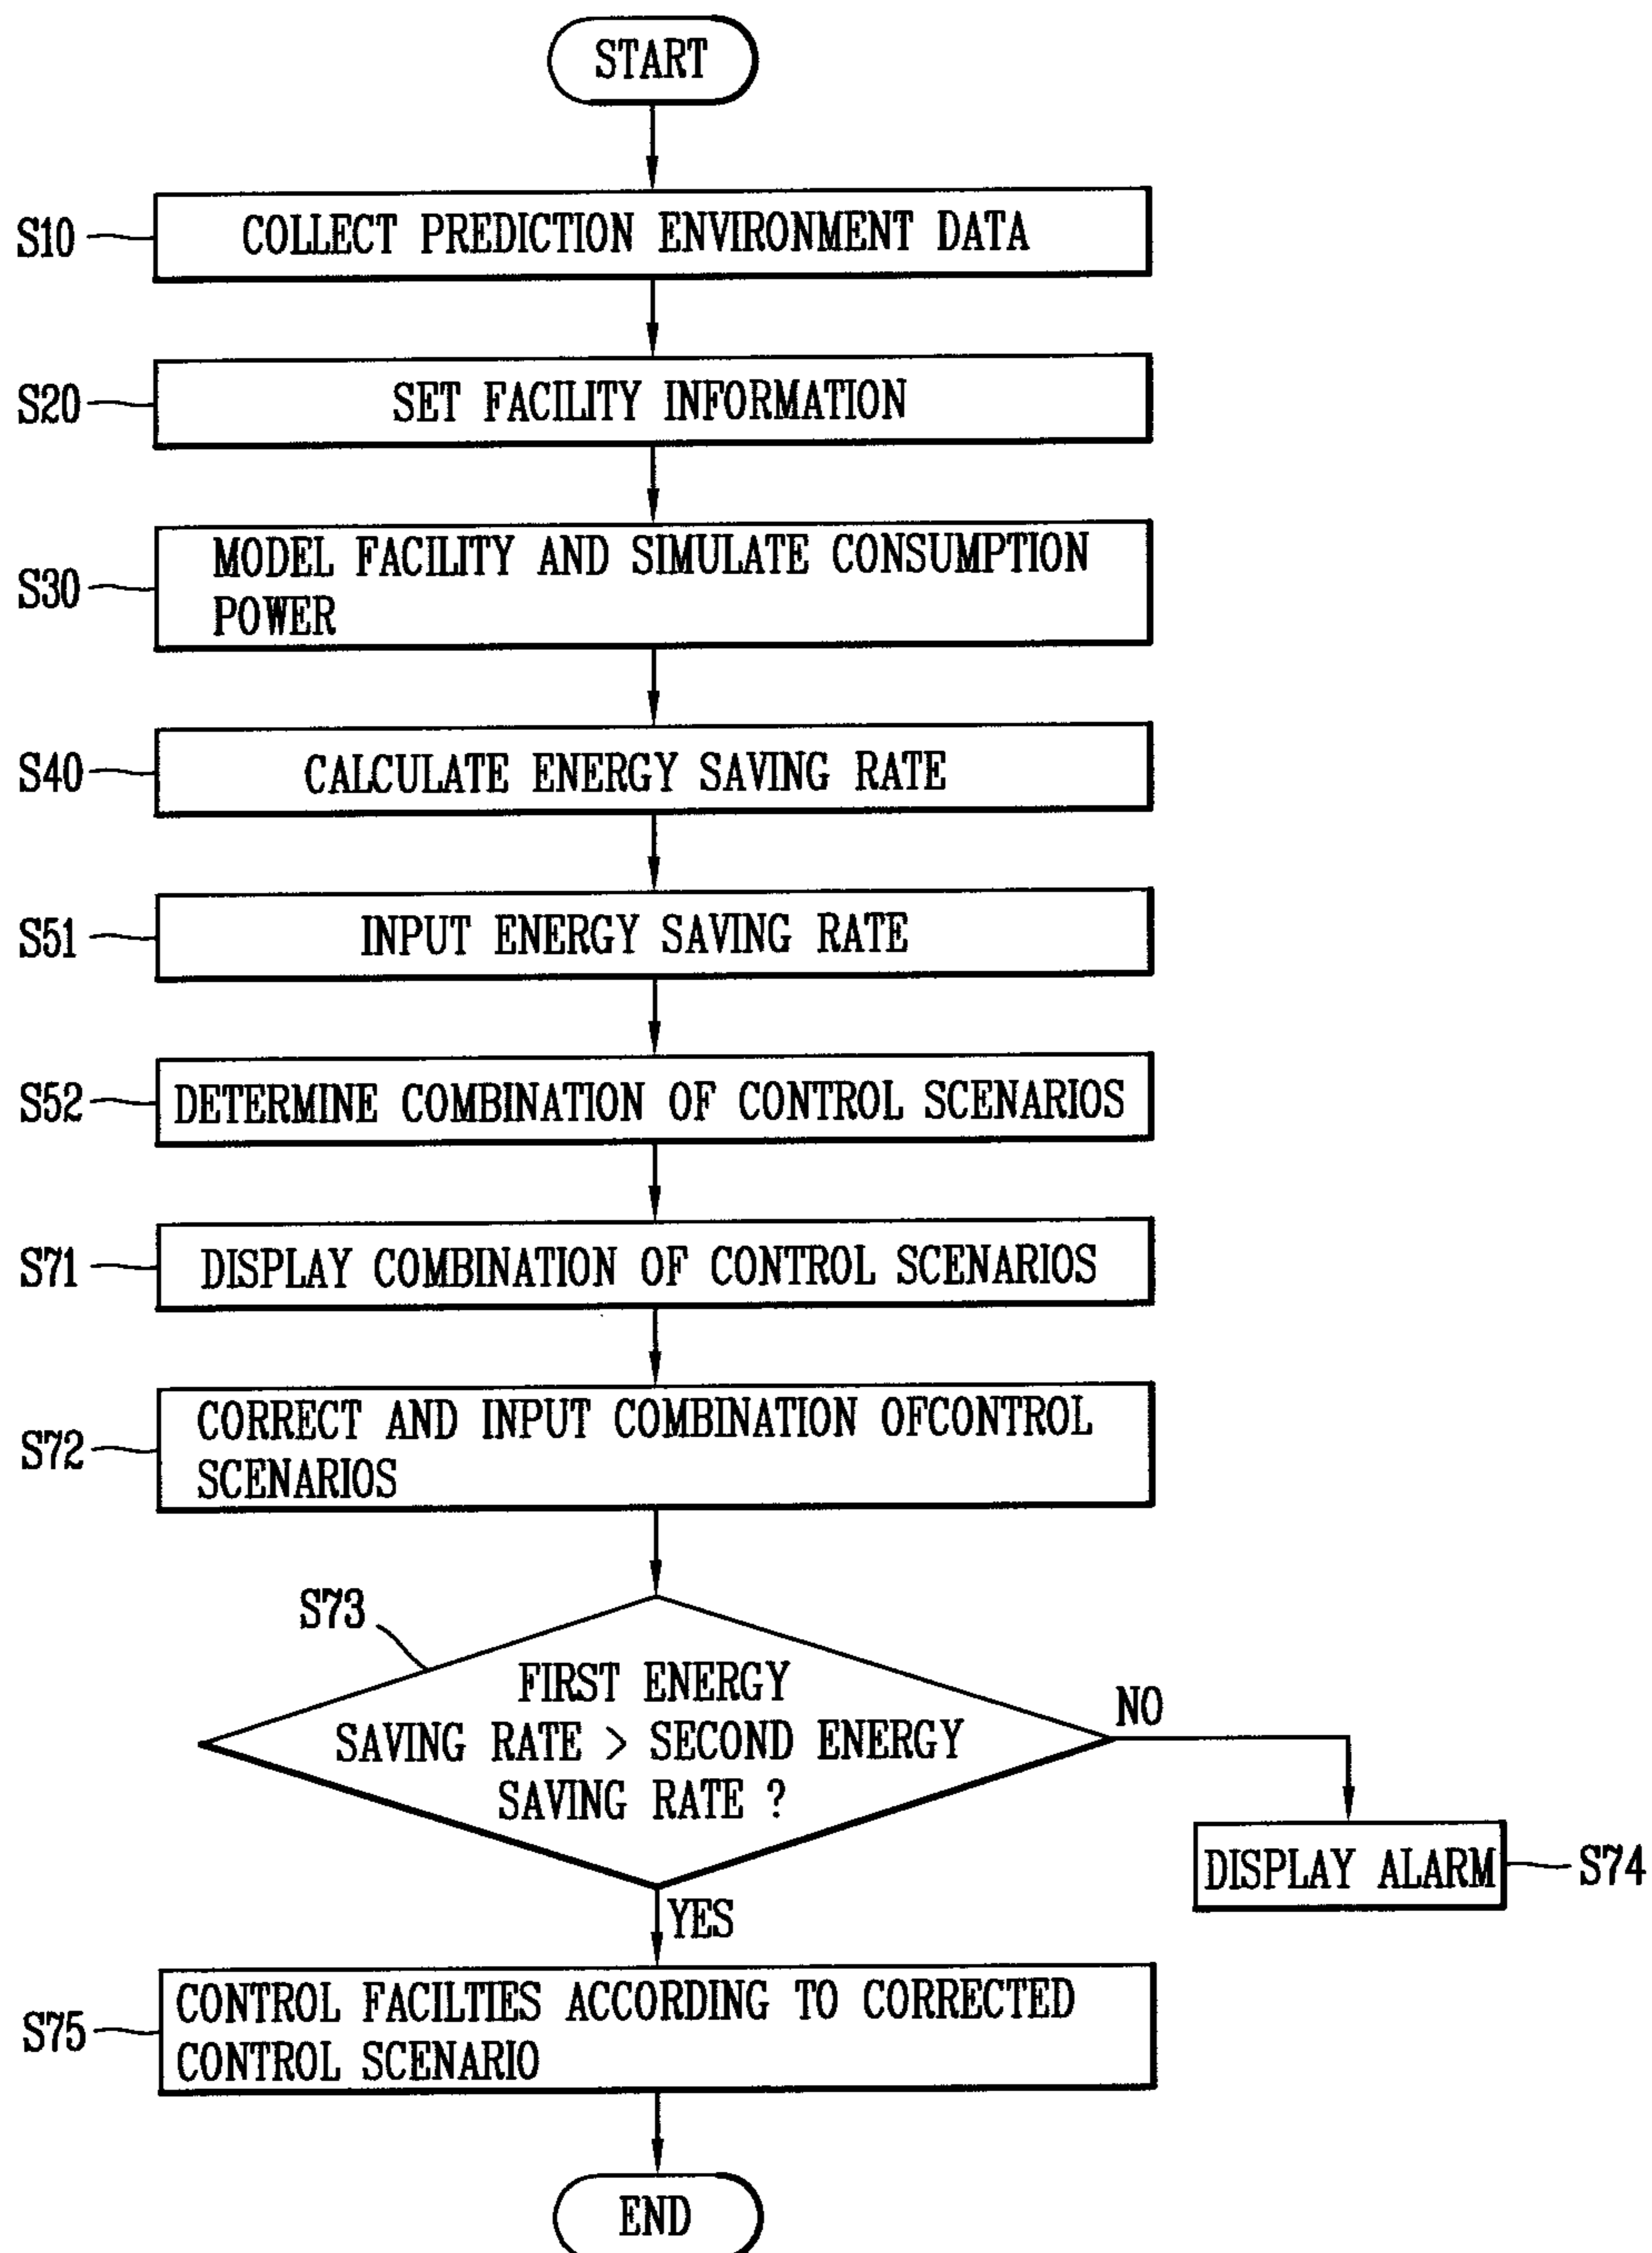 START
S10
COLLECT PREDICTION ENVIRONMENT DATA
S20
SET FACILITY INFORMATION
S30
MODEL FACILITY AND SIMULATE CONSUMPTION
POWER
S40
CALCULATE ENERGY SAVING RATE
S51
INPUT ENERGY SAVING RATE
S52
DETERMINE COMBINATION OF CONTROL SCENARIOS
S71
DISPLAY COMBINATION OF CONTROL SCENARIOS
S72
CORRECT AND INPUT COMBINATION OFCONTROL
SCENARIOS
S73
FIRST ENERGY
SAVING RATE > SECOND ENERGY
SAVING RATE ?
NO
DISPLAY ALARM
S74
YES
S75
CONTROL FACILTIES ACCORDING TO CORRECTED
CONTROL SCENARIO
END